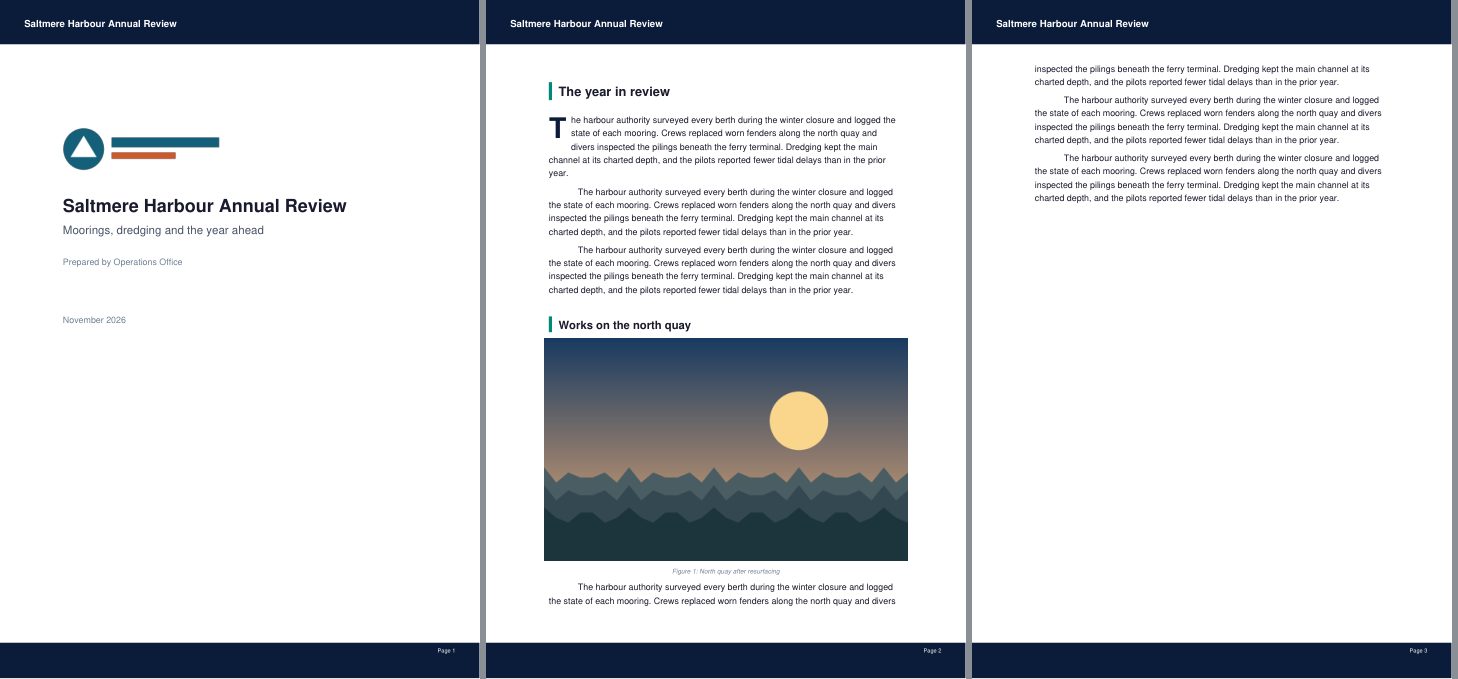 Saltmere Harbour Annual Review
Saltmere Harbour Annual Review
Moorings, dredging and the year ahead
Prepared by Operations Office
November 2026
Page 1
Saltmere Harbour Annual Review
The year in review
The harbour authority surveyed every berth during the winter closure and logged the
state of each mooring. Crews replaced worn fenders along the north quay and
divers inspected the pilings beneath the ferry terminal. Dredging kept the main
channel at its charted depth, and the pilots reported fewer tidal delays than in the prior
year.
The harbour authority surveyed every berth during the winter closure and logged
the state of each mooring. Crews replaced worn fenders along the north quay and divers
inspected the pilings beneath the ferry terminal. Dredging kept the main channel at its
charted depth, and the pilots reported fewer tidal delays than in the prior year.
The harbour authority surveyed every berth during the winter closure and logged
the state of each mooring. Crews replaced worn fenders along the north quay and divers
inspected the pilings beneath the ferry terminal. Dredging kept the main channel at its
charted depth, and the pilots reported fewer tidal delays than in the prior year.
Works on the north quay
Figure 1: North quay after resurfacing
The harbour authority surveyed every berth during the winter closure and logged
the state of each mooring. Crews replaced worn fenders along the north quay and divers
Page 2
Saltmere Harbour Annual Review
inspected the pilings beneath the ferry terminal. Dredging kept the main channel at its
charted depth, and the pilots reported fewer tidal delays than in the prior year.
The harbour authority surveyed every berth during the winter closure and logged
the state of each mooring. Crews replaced worn fenders along the north quay and divers
inspected the pilings beneath the ferry terminal. Dredging kept the main channel at its
charted depth, and the pilots reported fewer tidal delays than in the prior year.
The harbour authority surveyed every berth during the winter closure and logged
the state of each mooring. Crews replaced worn fenders along the north quay and divers
inspected the pilings beneath the ferry terminal. Dredging kept the main channel at its
charted depth, and the pilots reported fewer tidal delays than in the prior year.
Page 3